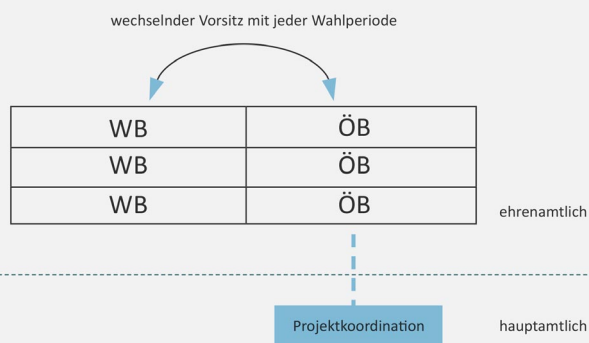 wechselnder Vorsitz mit jeder Wahlperiode
WB ÖB
WB ÖB
WB ÖB
ehrenamtlich
Projektkoordination hauptamtlich